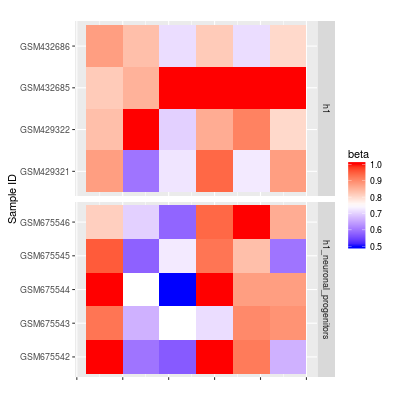 Sample ID
GSM432686
GSM432685
GSM429322
GSM429321
h1
GSM675546
GSM675545
GSM675544
GSM675543
GSM675542
h1_neuronal_progenitors
beta
1.0
0.9
0.8
0.7
0.6
0.5